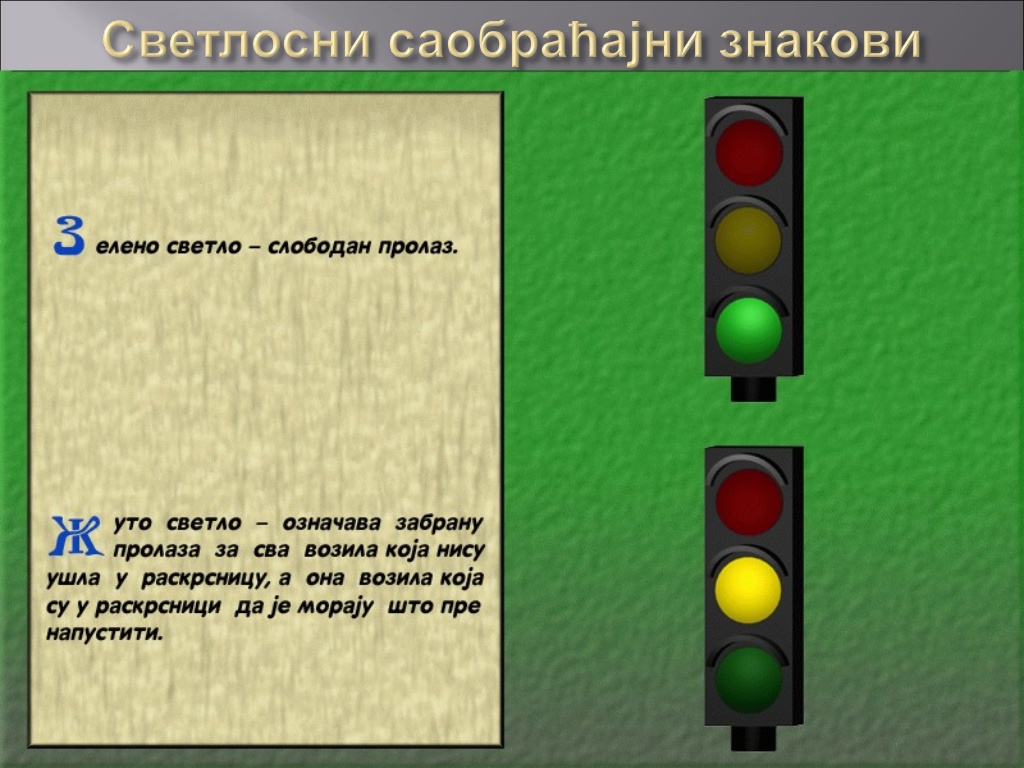 Светлосни саобраћајни знакови
Зелено светло – слободан пролаз.
Жуто светло – означава забрану
пролаза за сва возила која нису
ушла у раскрсницу, а она возила која
су у раскрсници да је морају што пре
напустити.